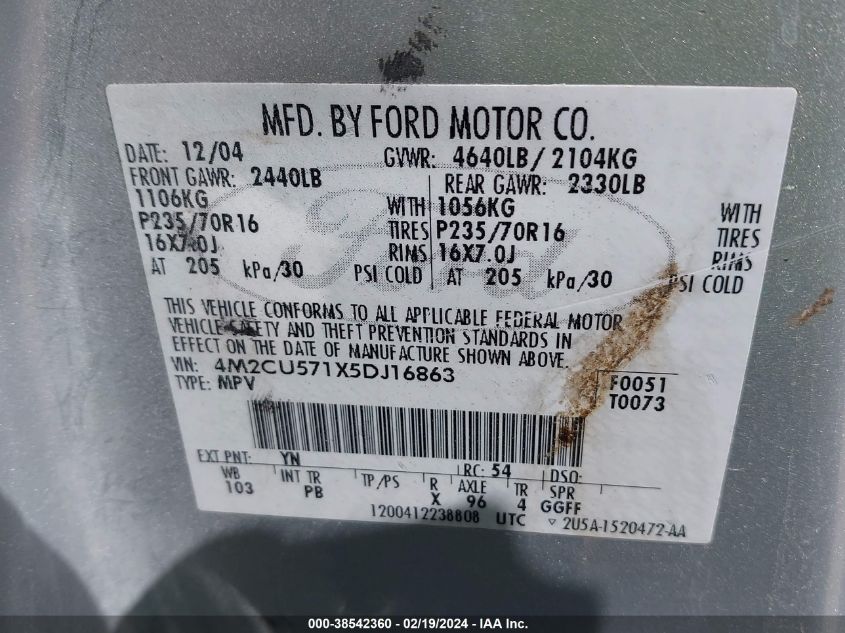 MFD. BY FORD MOTOR CO.
DATE: 12/04 GVWR: 4640LB/ 2104KG
FRONT GAWR: 2440LB REAR GAWR: 2330LB
1106KG WITH 1056KG WITH
P235/70R16 TIRES P235/70R16 TIRES
16X7.0J RIMS 16X7.0J RIMS
AT 205 kPa/30 PSI COLD AT 205 kPa/30 PSI COLD
THIS VEHICLE CONFORMS TO ALL APPLICABLE FEDERAL MOTOR
VEHICLE SAFETY AND THEFT PREVENTION STANDARDS IN
EFFECT ON THE DATE OF MANUFACTURE SHOWN ABOVE.
VIN: 4M2CU571X5DJ16863 F0051
TYPE: MPV T0073
EXT PNT: YN RC: 54 DSO:
WB INT TR TP/PS R AXLE TR SPR
103 PB X 96 4 GGFF
1200412238808 UTC ▽ 2U5A-1520472-AA
Ford
000-38542360 - 02/19/2024 - IAA Inc.